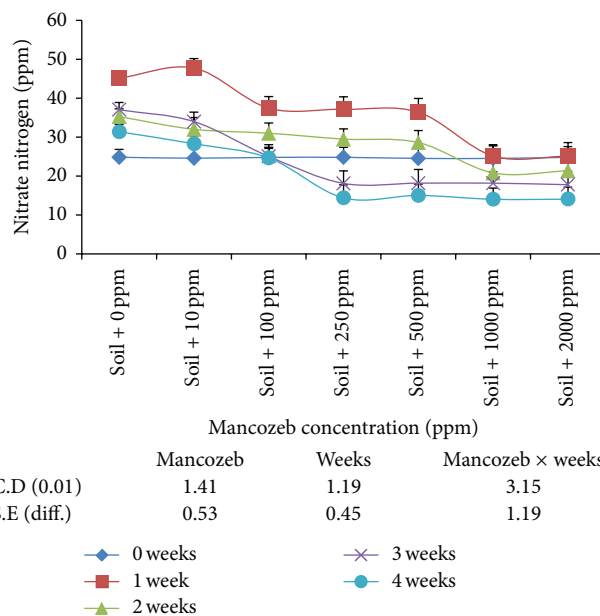 60
50
40
30
20
10
0
Nitrate nitrogen (ppm)
Soil + 0 ppm
Soil + 10 ppm
Soil + 100 ppm
Soil + 250 ppm
Soil + 500 ppm
Soil + 1000 ppm
Soil + 2000 ppm
Mancozeb concentration (ppm)
Mancozeb Weeks Mancozeb × weeks
C.D (0.01) 1.41 1.19 3.15
S.E (diff.) 0.53 0.45 1.19
0 weeks 3 weeks
1 week 4 weeks
2 weeks